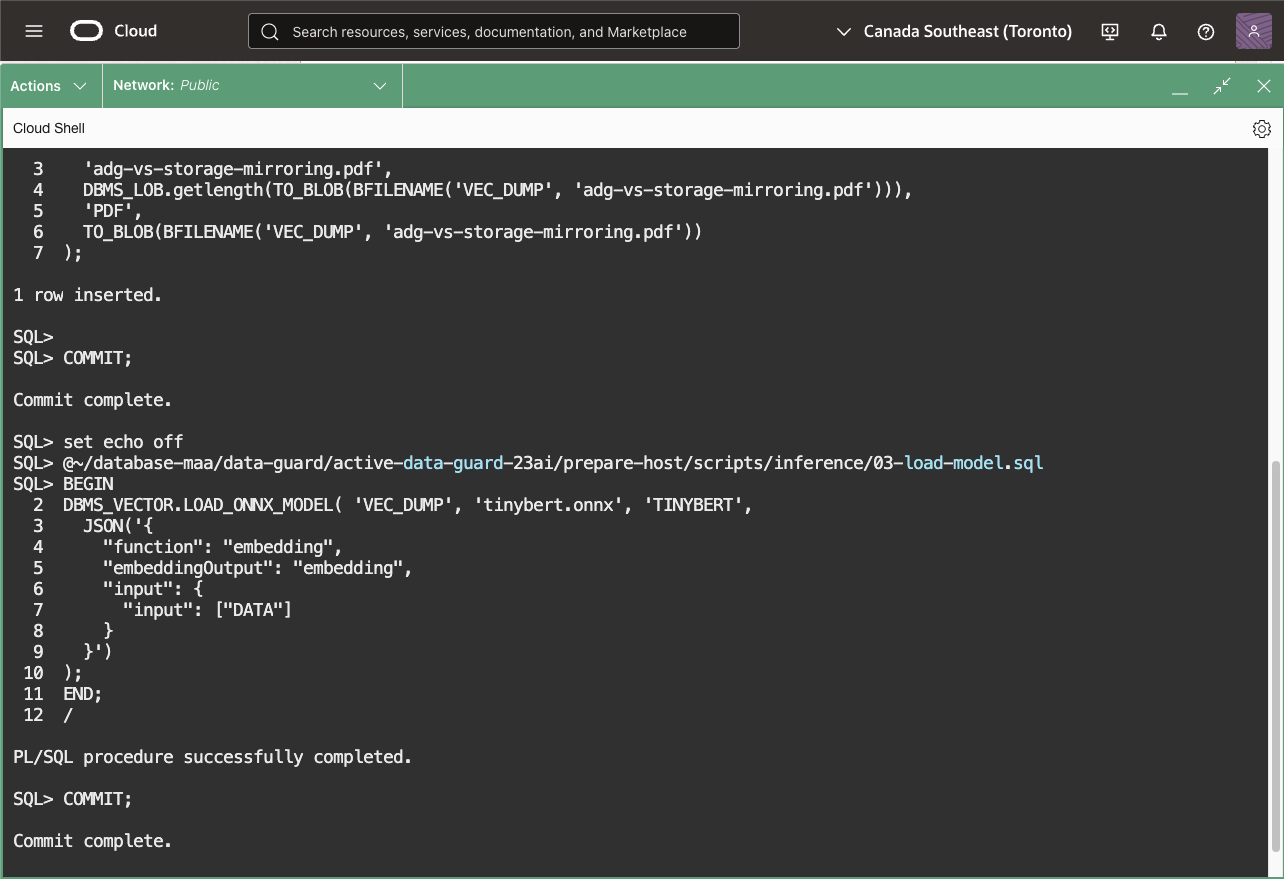 Cloud
Search resources, services, documentation, and Marketplace
Canada Southeast (Toronto)
Actions
Network: Public
Cloud Shell
3 'adg-vs-storage-mirroring.pdf',
4 DBMS_LOB.getlength(TO_BLOB(BFILENAME('VEC_DUMP', 'adg-vs-storage-mirroring.pdf'))),
5 'PDF',
6 TO_BLOB(BFILENAME('VEC_DUMP', 'adg-vs-storage-mirroring.pdf'))
7 );
1 row inserted.
SQL>
SQL> COMMIT;
Commit complete.
SQL> set echo off
SQL> @~/database-maa/data-guard/active-data-guard-23ai/prepare-host/scripts/inference/03-load-model.sql
SQL> BEGIN
2 DBMS_VECTOR.LOAD_ONNX_MODEL( 'VEC_DUMP', 'tinybert.onnx', 'TINYBERT',
3 JSON('{
4 "function": "embedding",
5 "embeddingOutput": "embedding",
6 "input": {
7 "input": ["DATA"]
8 }
9 }')
10 );
11 END;
12 /
PL/SQL procedure successfully completed.
SQL> COMMIT;
Commit complete.